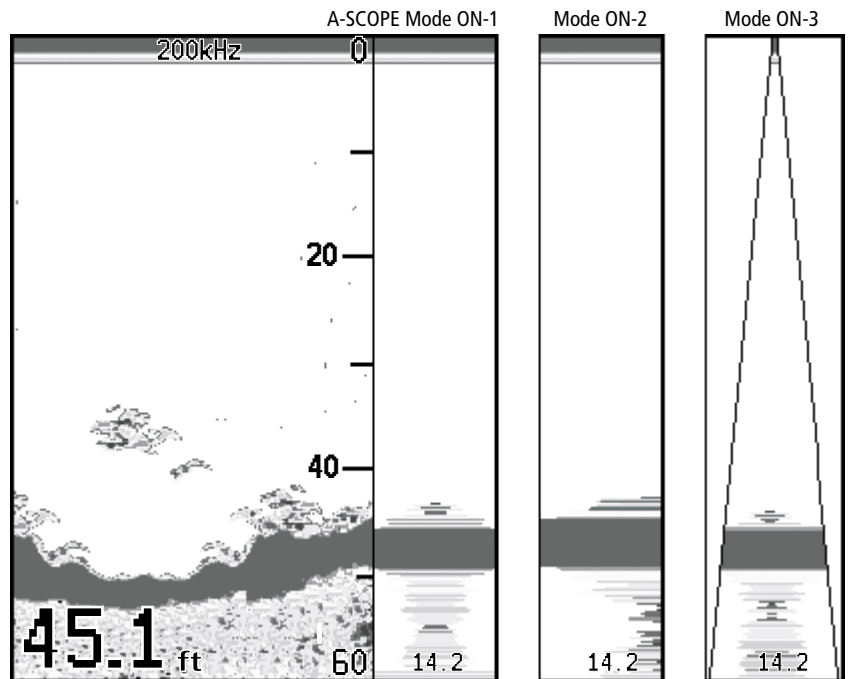 A-SCOPE Mode ON-1
Mode ON-2
Mode ON-3
200kHz
0
20
40
45.1 ft
60
14.2
14.2
14.2